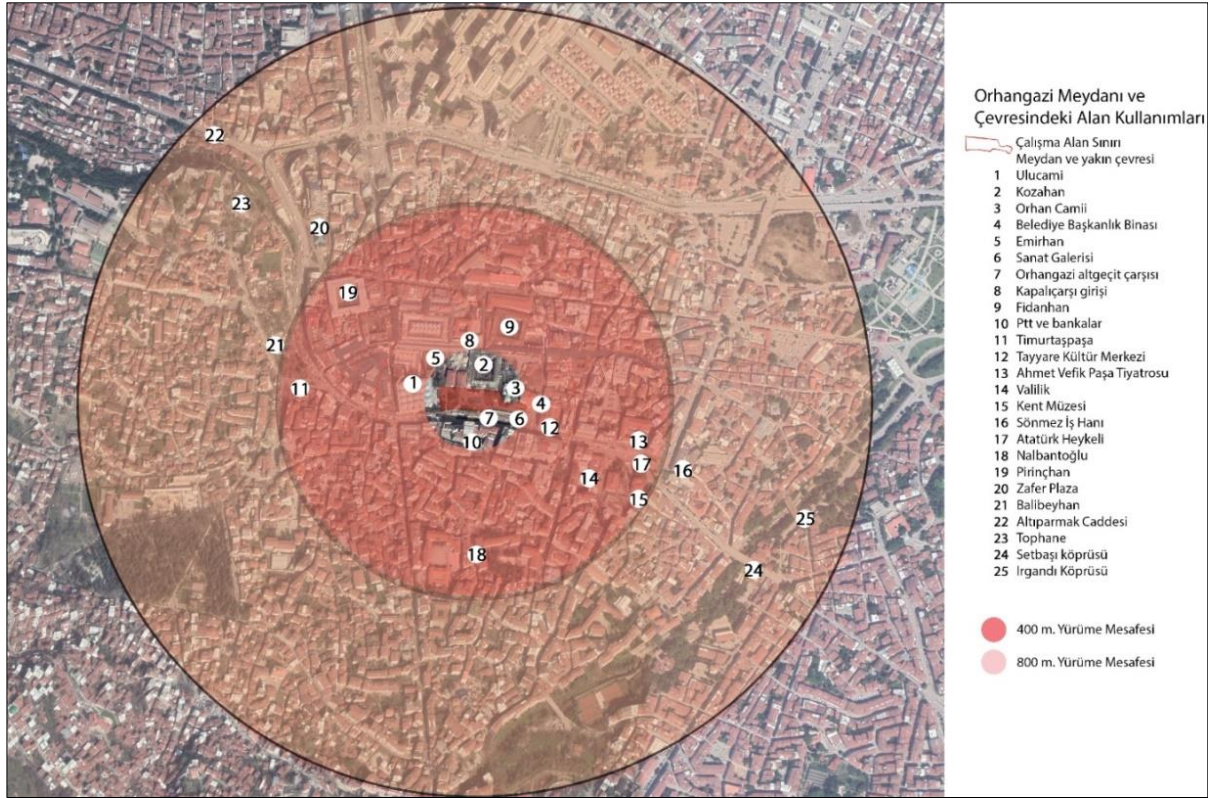 Orhangazi Meydanı ve
Çevresindeki Alan Kullanımları
Çalışma Alan Sınırı
Meydan ve yakın çevresi
1 Ulucami
2 Kozahan
3 Orhan Camii
4 Belediye Başkanlık Binası
5 Emirhan
6 Sanat Galerisi
7 Orhangazi altgeçit çarşısı
8 Kapalıçarşı girişi
9 Fidanhan
10 Ptt ve bankalar
11 Timurtaşpaşa
12 Tayyare Kültür Merkezi
13 Ahmet Vefik Paşa Tiyatrosu
14 Valilik
15 Kent Müzesi
16 Sönmez İş Hanı
17 Atatürk Heykeli
18 Nalbantoğlu
19 Pirinçhan
20 Zafer Plaza
21 Balibeyhan
22 Altıparmak Caddesi
23 Tophane
24 Setbaşı köprüsü
25 Irgandı Köprüsü
400 m. Yürüme Mesafesi
800 m. Yürüme Mesafesi
22
23
20
19
9
8
21
5
2
1
11
3
4
7
6
12
10
13
17
16
14
15
25
18
24